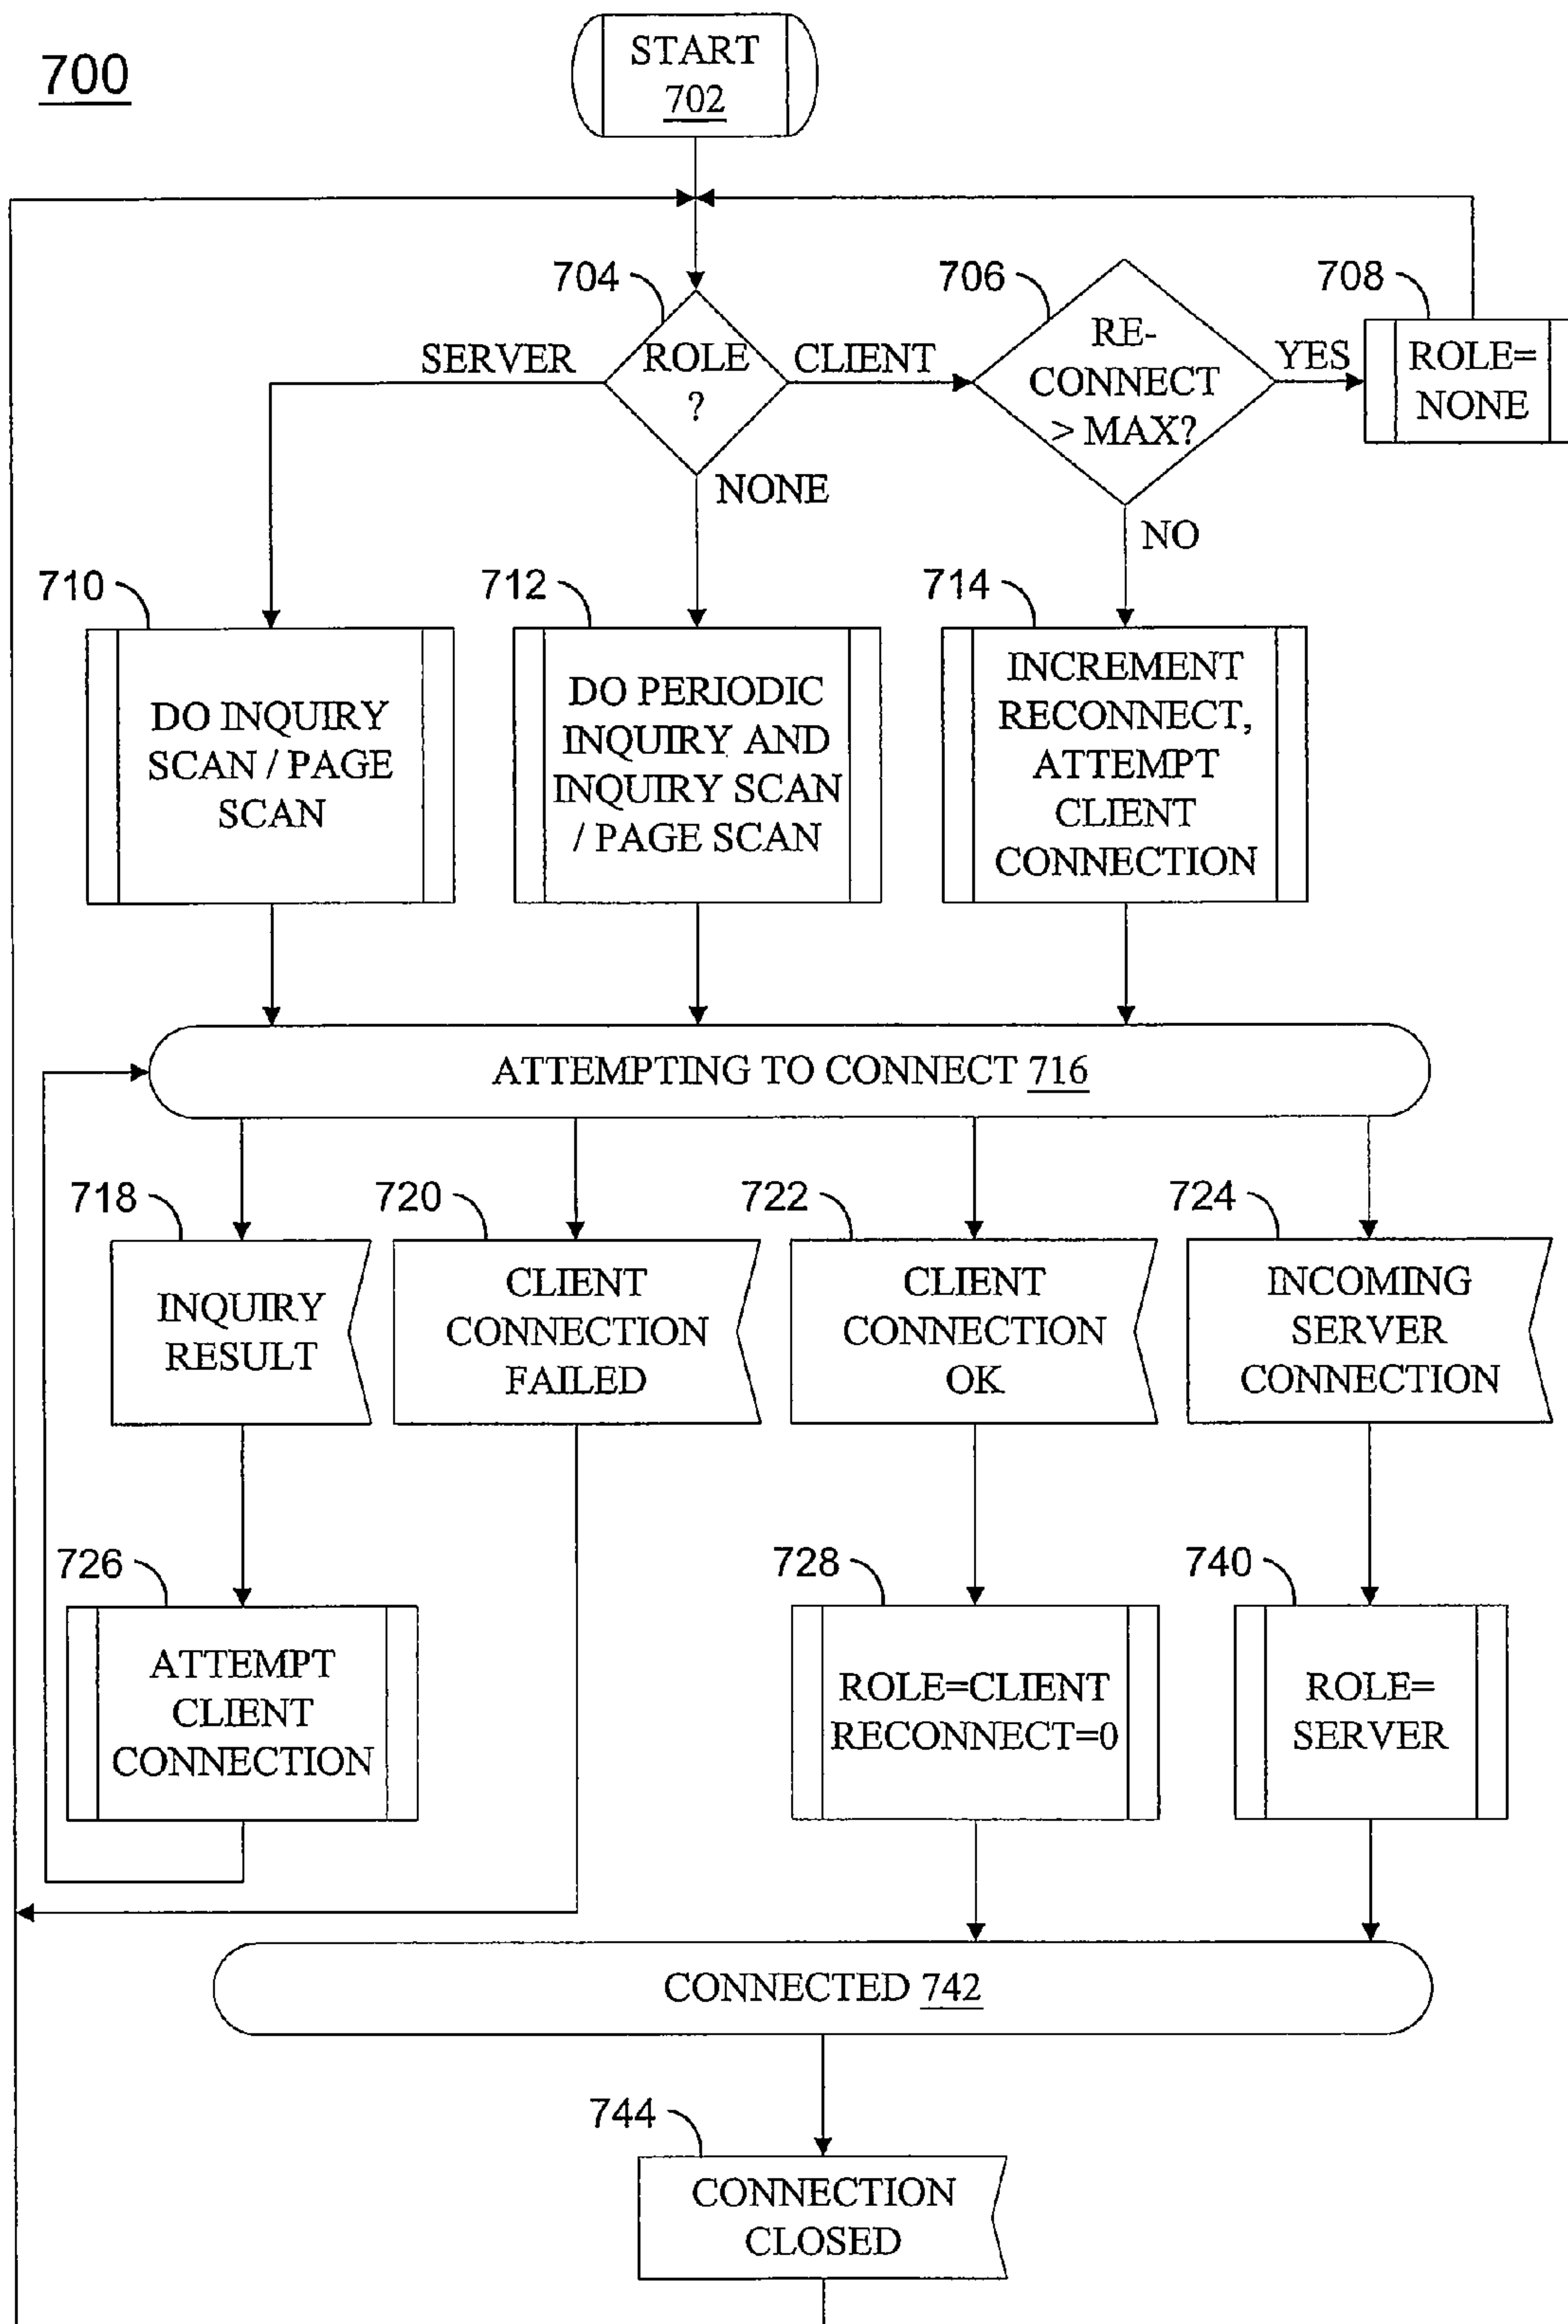 700
START
702
704
706
708
SERVER
ROLE
?
CLIENT
RE-
CONNECT
> MAX?
YES
ROLE=
NONE
NONE
NO
710
712
714
DO INQUIRY
SCAN / PAGE
SCAN
DO PERIODIC
INQUIRY AND
INQUIRY SCAN
/ PAGE SCAN
INCREMENT
RECONNECT,
ATTEMPT
CLIENT
CONNECTION
ATTEMPTING TO CONNECT 716
718
720
722
724
INQUIRY
RESULT
CLIENT
CONNECTION
FAILED
CLIENT
CONNECTION
OK
INCOMING
SERVER
CONNECTION
726
728
740
ATTEMPT
CLIENT
CONNECTION
ROLE=CLIENT
RECONNECT=0
ROLE=
SERVER
CONNECTED 742
744
CONNECTION
CLOSED